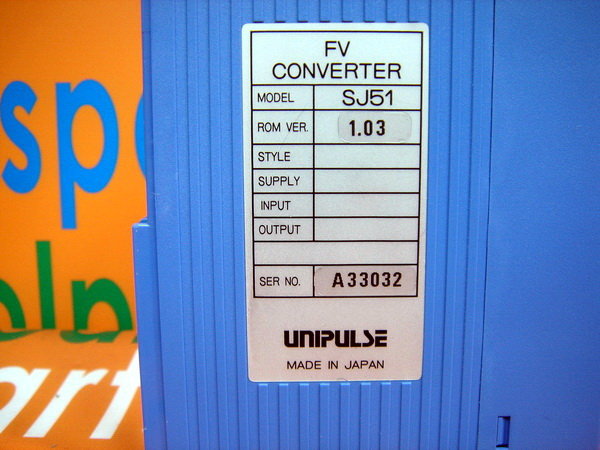 FV
CONVERTER
MODEL SJ51
ROM VER. 1.03
STYLE
SUPPLY
INPUT
OUTPUT
SER NO. A33032
UNIPULSE
MADE IN JAPAN